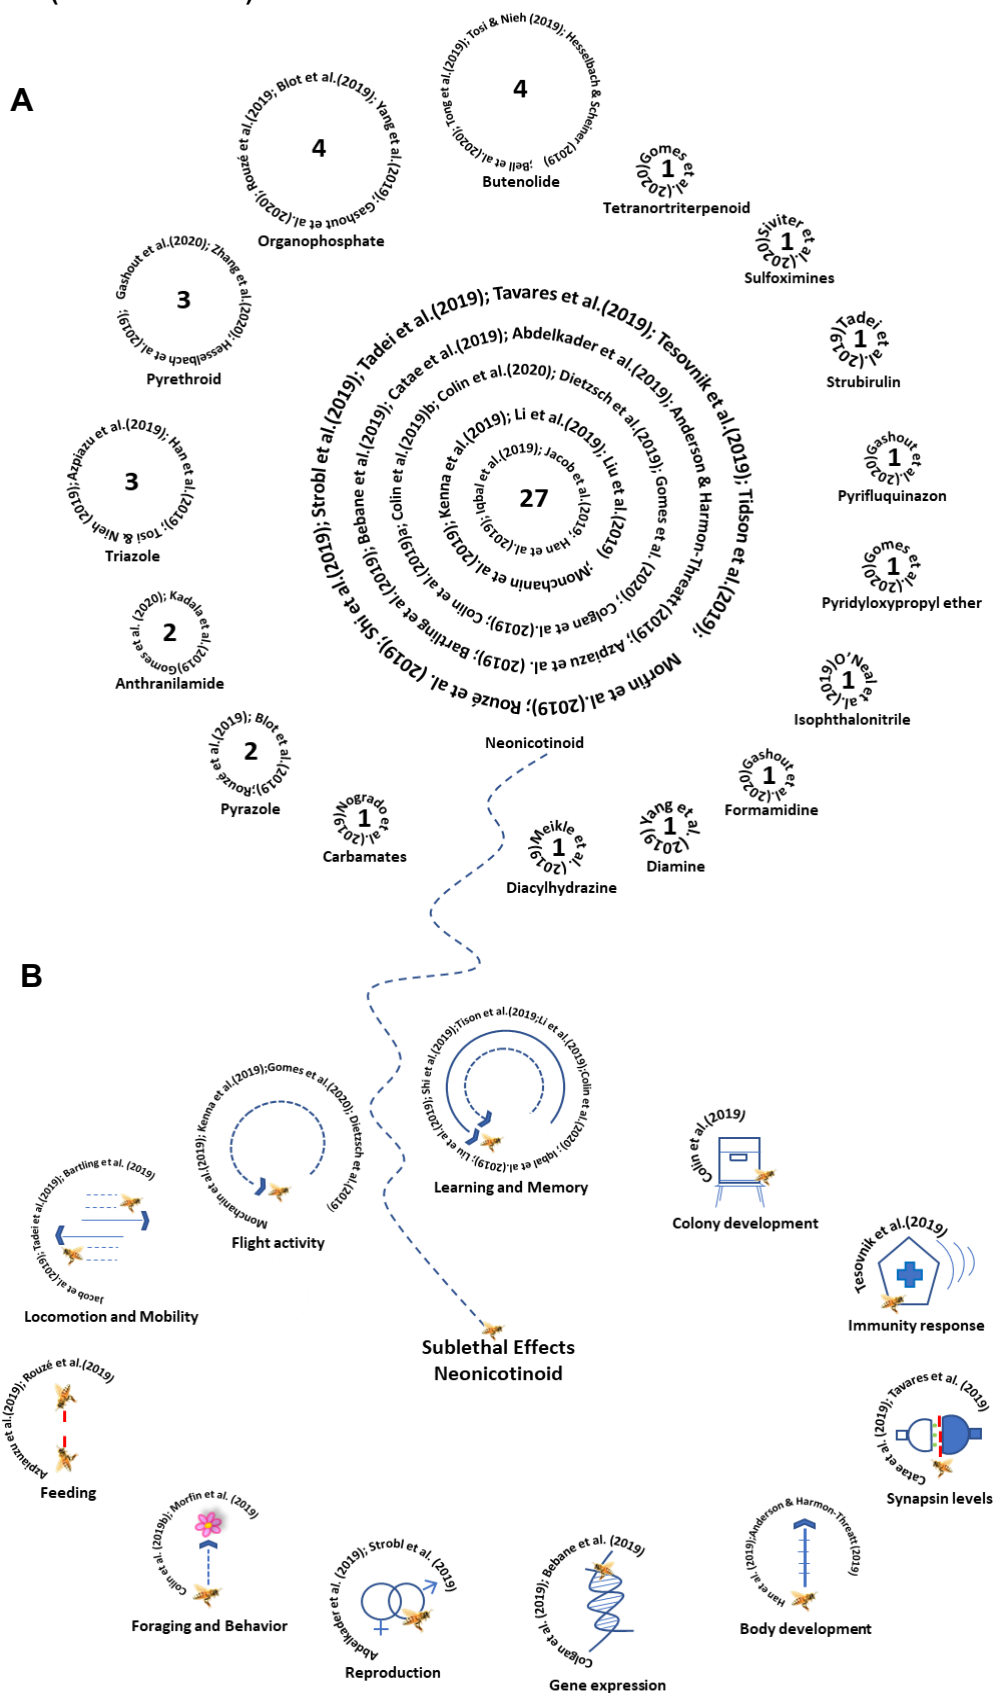 A
Rouzé et al.(2019; Blot et al.(2019); Yang et al.(2019); Gashout et al.(2020);
4
Organophosphate
Tong et al.(2019); Tosi & Nieh (2019); Hesselbach & Scheiner (2019) ;Bell et al.(2020);
4
Butenolide
Gomes et al.(2020)
1
Tetranortriterpenoid
Siviter et al.(2020)
1
Sulfoximines
Gashout et al.(2020); Zhang et al.(2020); Hesselbach et al.(2019);
3
Pyrethroid
Tadei et al.(2019)
1
Strubirulin
Azpiazu et al.(2019); Han et al.(2019); Tosi & Nieh (2019);
3
Triazole
Gashout et al.(2020)
1
Pyrifluquinazon
Gomes et al. (2020); Kadala et al.(2019)
2
Anthranilamide
Gomes et al.(2020)
1
Pyridyloxypropyl ether
Rouzé et al.(2019); Blot et al.(2019);
2
Pyrazole
O'Neal et al.(2019)
1
Isophthalonitrile
Nogrado et al.(2019)
1
Carbamates
Gashout et al.(2020)
1
Formamidine
Meikle et al.(2019)
1
Diacylhydrazine
Yang et al.(2019)
1
Diamine
Morfin et al.(2019); Rouzé et al. (2019); Shi et al.(2019); Strobl et al.(2019); Tadei et al.(2019); Tavares et al.(2019); Tesovnik et al.(2019); Tidson et al.(2019);
Azpiazu et al. (2019); Bartling et al.(2019); Bebane et al.(2019); Catae et al.(2019); Abdelkader et al.(2019); Anderson & Harmon-Threatt (2019);
Colgan et al.(2019); Colin et al.(2019)a; Colin et al.(2019)b; Colin et al.(2020); Dietzsch et al.(2019); Gomes et al. (2020);
Kenna et al.(2019); Li et al.(2019); Liu et al.(2019) ;Monchanin et al.(2019);
Han et al.(2019); Iqbal et al.(2019); Jacob et al.(2019;
27
Neonicotinoid
B
Liu et al.(2019); Shi et al.(2019);Tison et al.(2019;Li et al.(2019);Colin et al.(2020); Iqbal et al.(2019);
Learning and Memory
Monchanin et al.(2019); Kenna et al.(2019);Gomes et al.(2020); Dietzsch et al.(2019)
Flight activity
Colin et al.(2019)
Colony development
Jacob et al.(2019); Tadei et al.(2019); Bartling et al. (2019)
Locomotion and Mobility
Tesovnik et al.(2019)
Immunity response
Sublethal Effects
Neonicotinoid
Azpiauzu et al.(2019); Rouzé et al.(2019)
Feeding
Catae et al.(2019); Tavares et al. (2019)
Synapsin levels
Colin et al. (2019b); Morfin et al. (2019)
Foraging and Behavior
Abdelkader et al.(2019); Strobl et al. (2019)
Reproduction
Colgan et al.(2019); Bebane et al. (2019)
Gene expression
Han et al.(2019);Anderson & Harmon-Threatt (2019)
Body development